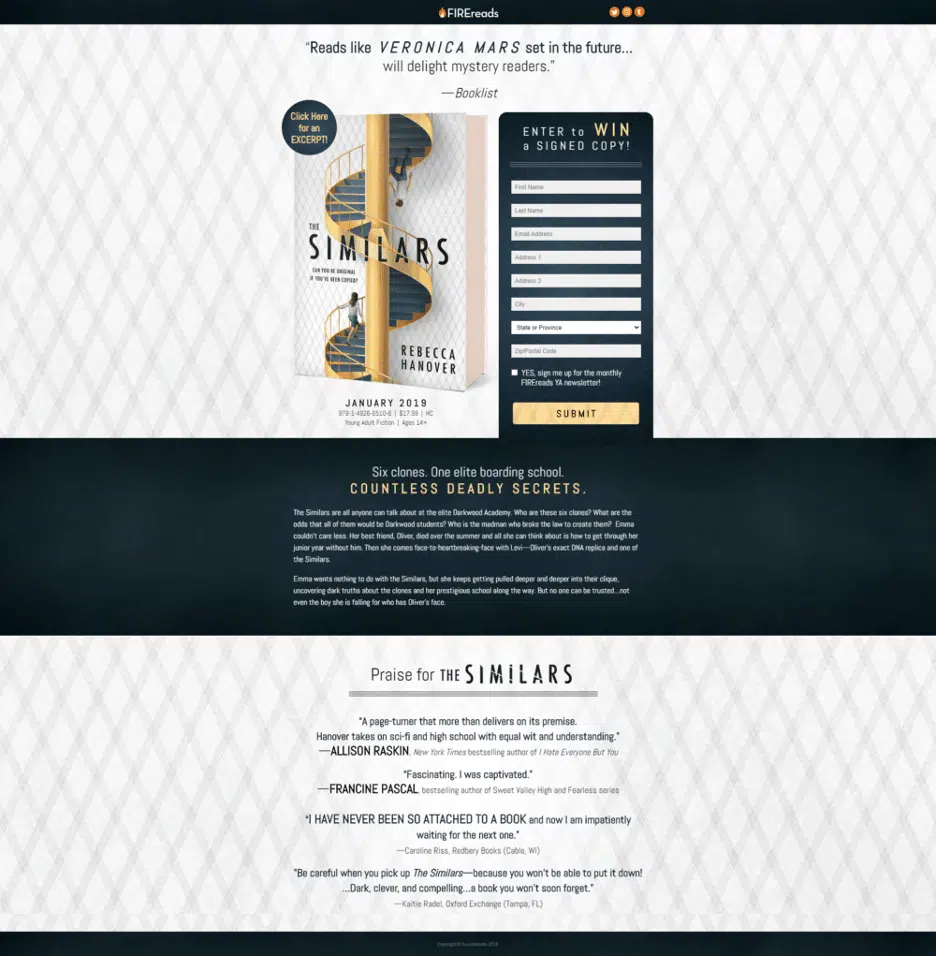 FIREreads
"Reads like VERONICA MARS set in the future...
will delight mystery readers."
—Booklist
Click Here
for an
EXCERPT!
THE
SIMILARS
CAN YOU BE ORIGINAL
IF YOU'VE BEEN COPIED?
REBECCA
HANOVER
JANUARY 2019
978-1-4926-6510-6 | $17.99 | HC
Young Adult Fiction | Ages 14+
ENTER to WIN
a SIGNED COPY!
First Name
Last Name
Email Address
Address 1
Address 2
City
State or Province
Zip/Postal Code
YES, sign me up for the monthly
FIREreads YA newsletter!
SUBMIT
Six clones. One elite boarding school.
COUNTLESS DEADLY SECRETS.
The Similars are all anyone can talk about at the elite Darkwood Academy. Who are these six clones? What are the
odds that all of them would be Darkwood students? Who is the madman who broke the law to create them? Emma
couldn't care less. Her best friend, Oliver, died over the summer and all she can think about is how to get through her
junior year without him. Then she comes face-to-heartbreaking-face with Levi—Oliver's exact DNA replica and one of
the Similars.
Emma wants nothing to do with the Similars, but she keeps getting pulled deeper and deeper into their clique,
uncovering dark truths about the clones and her prestigious school along the way. But no one can be trusted...not
even the boy she is falling for who has Oliver's face.
Praise for THE SIMILARS
"A page-turner that more than delivers on its premise.
Hanover takes on sci-fi and high school with equal wit and understanding."
—ALLISON RASKIN, New York Times bestselling author of I Hate Everyone But You
"Fascinating. I was captivated."
—FRANCINE PASCAL, bestselling author of Sweet Valley High and Fearless series
"I HAVE NEVER BEEN SO ATTACHED TO A BOOK and now I am impatiently
waiting for the next one."
—Caroline Riss, Redbery Books (Cable, WI)
"Be careful when you pick up The Similars—because you won't be able to put it down!
...Dark, clever, and compelling...a book you won't soon forget."
—Kaitie Radel, Oxford Exchange (Tampa, FL)
Copyright ©